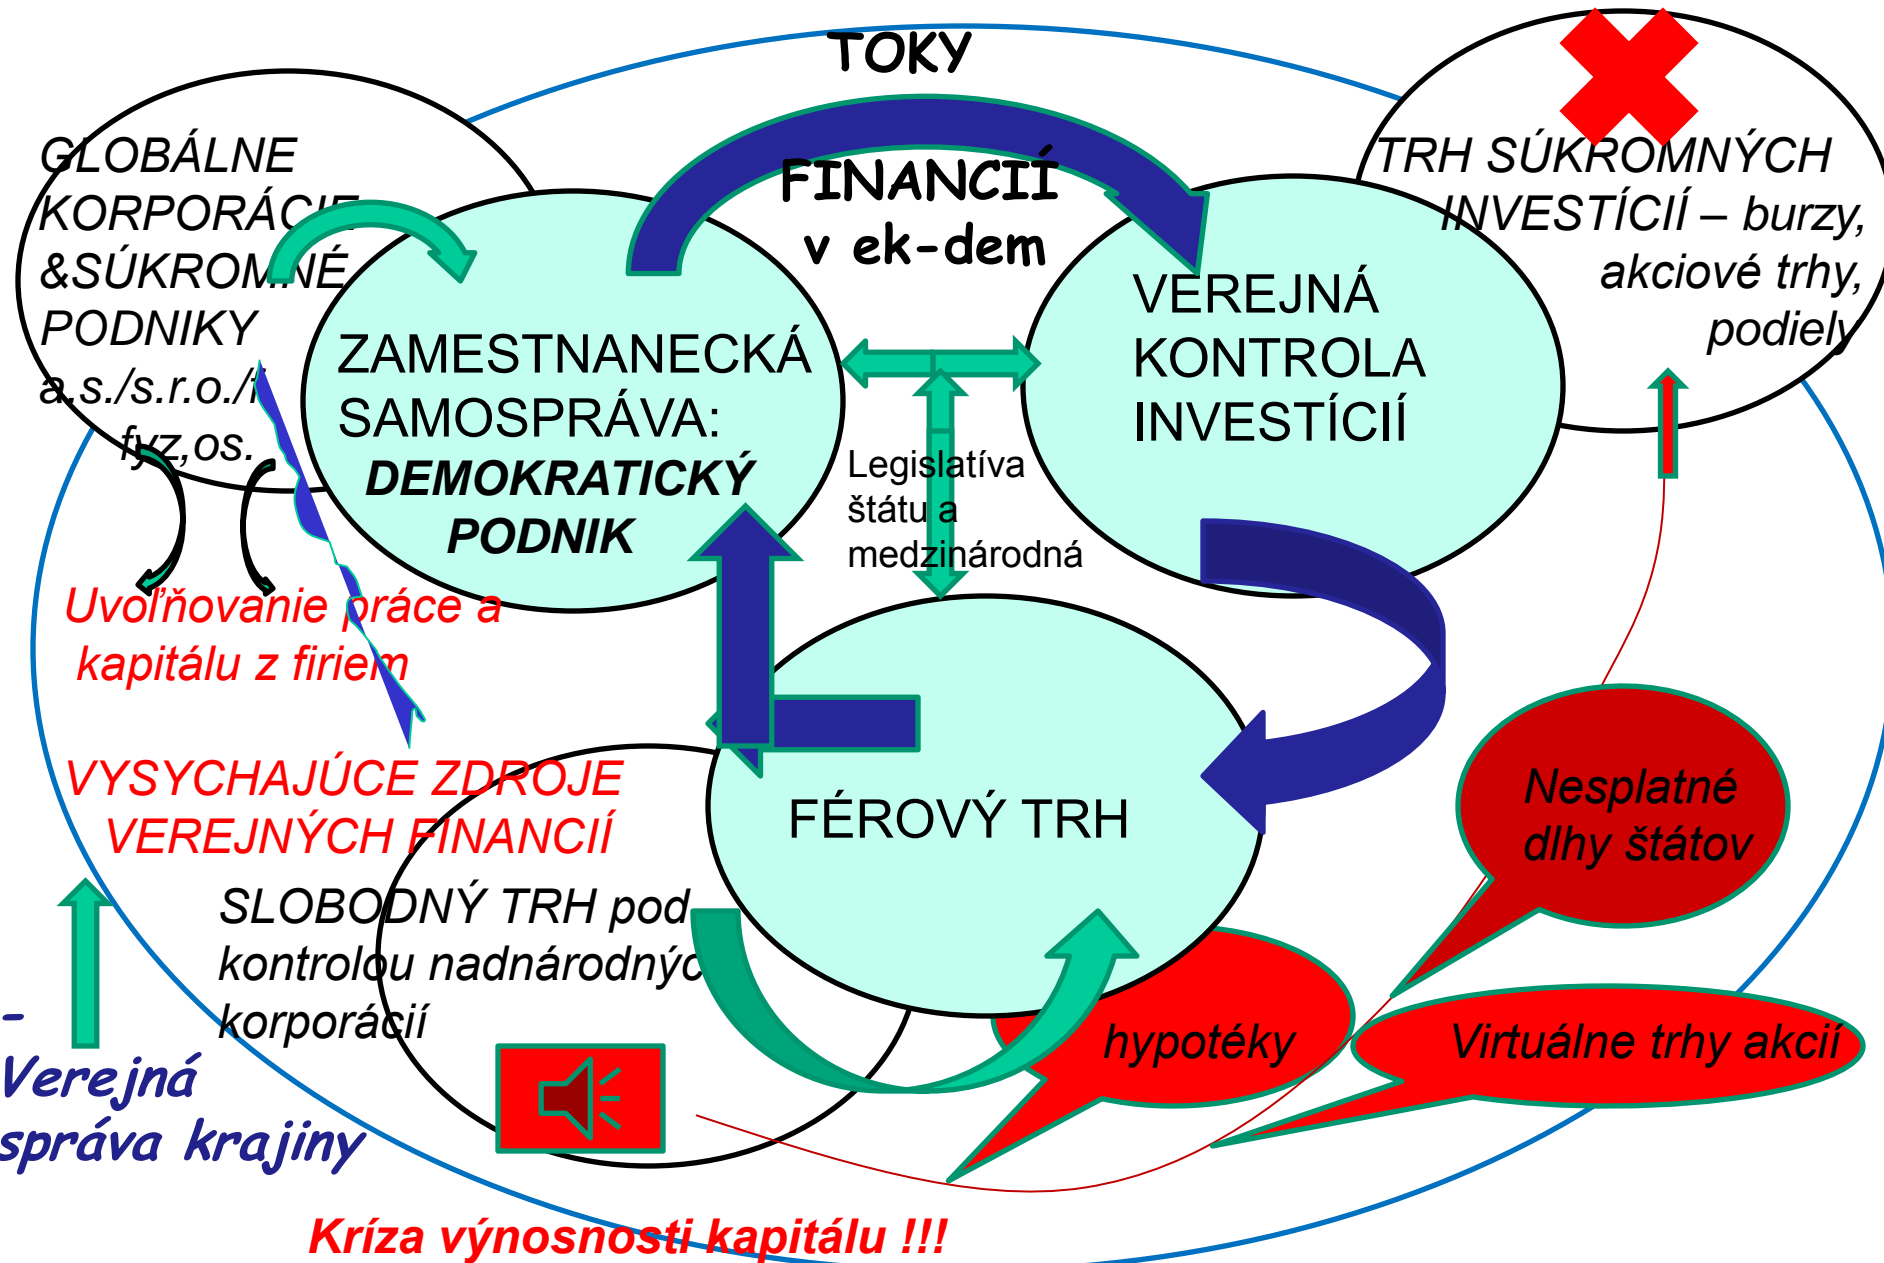 TOKY
FINANCIÍ
v ek-dem
GLOBÁLNE
KORPORÁCIE
&SÚKROMNÉ
PODNIKY
a.s./s.r.o./f
fyz,os.
ZAMESTNANECKÁ
SAMOSPRÁVA:
DEMOKRATICKÝ
PODNIK
VEREJNÁ
KONTROLA
INVESTÍCIÍ
TRH SÚKROMNÝCH
INVESTÍCIÍ – burzy,
akciové trhy,
podiely
Legislatíva
štátu a
medzinárodná
Uvoľňovanie práce a
kapitálu z firiem
VYSYCHAJÚCE ZDROJE
VEREJNÝCH FINANCIÍ
FÉROVÝ TRH
SLOBODNÝ TRH pod
kontrolou nadnárodnýc
korporácií
Nesplatné
dlhy štátov
hypotéky
Virtuálne trhy akcií
-
Verejná
správa krajiny
Kríza výnosnosti kapitálu !!!